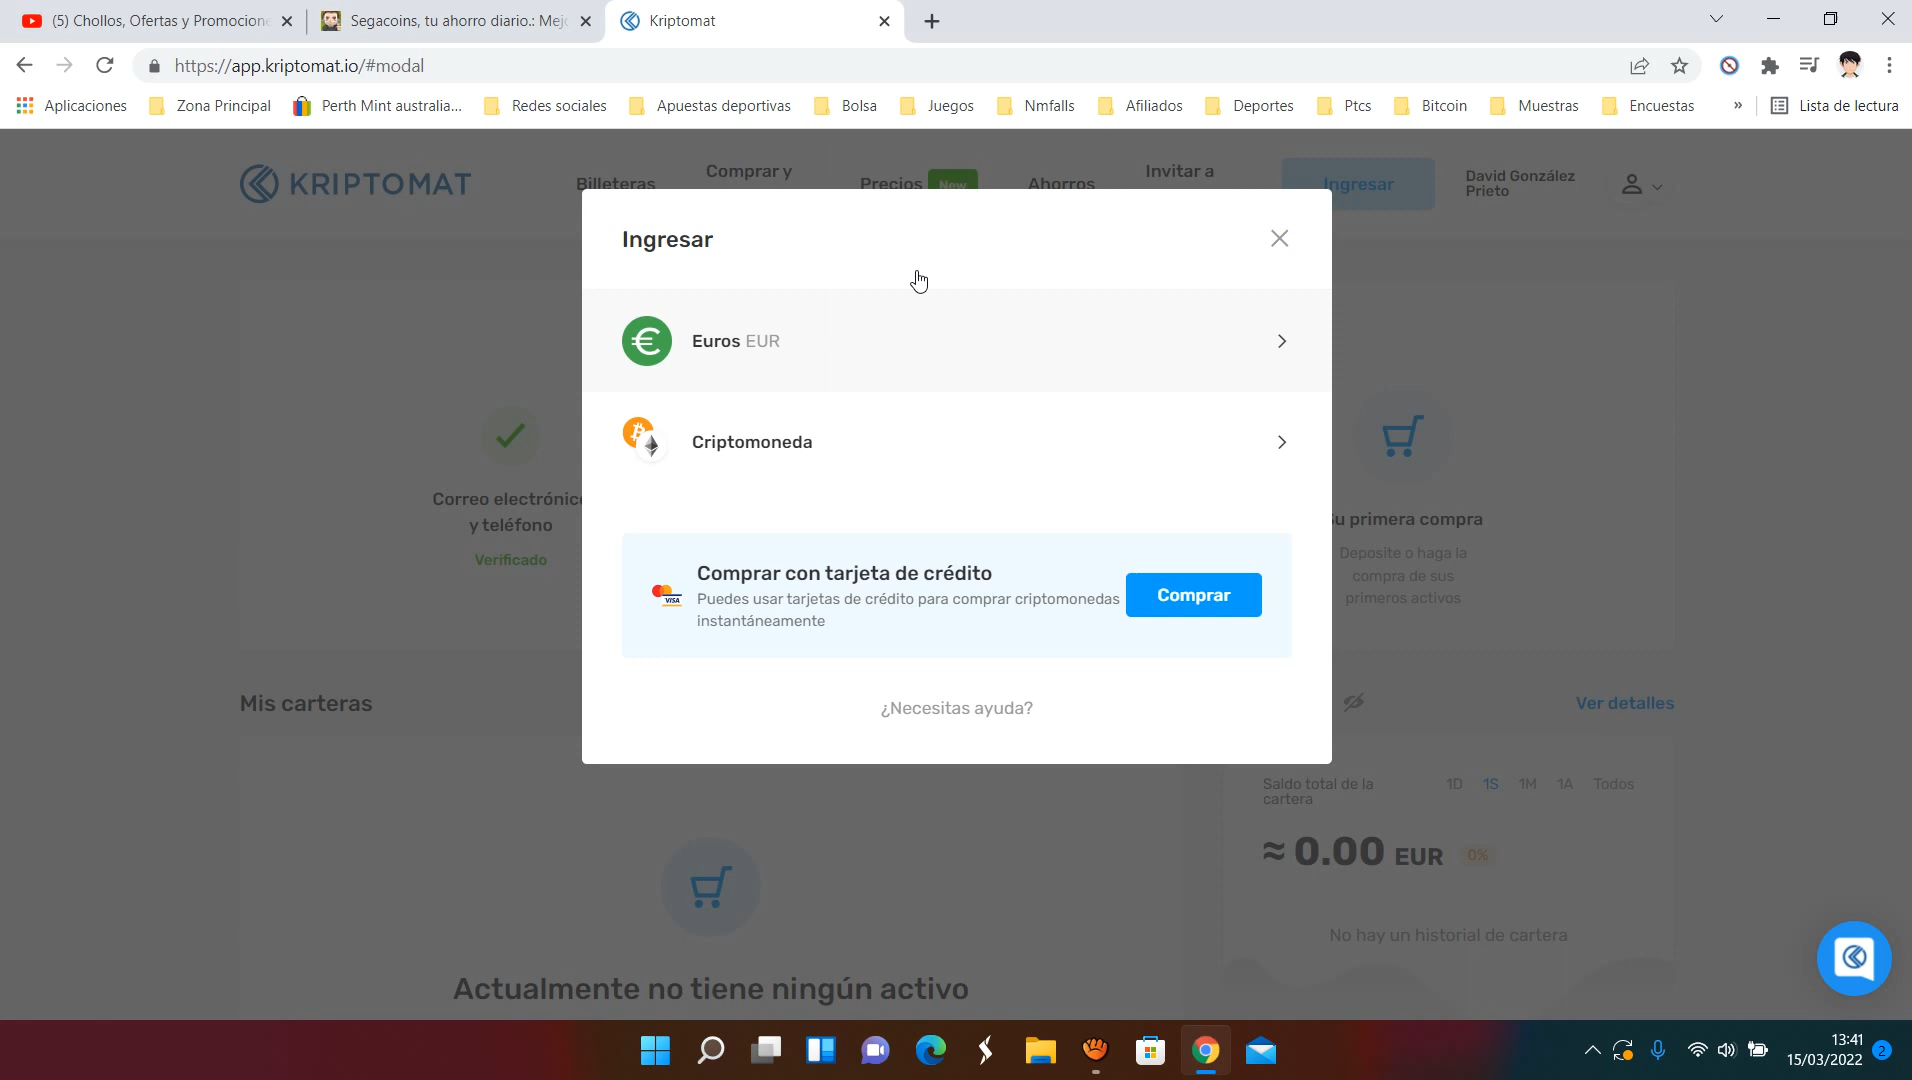 (5) Chollos, Ofertas y Promocione
Segacoins, tu ahorro diario.: Mej
Kriptomat
https://app.kriptomat.io/#modal
Aplicaciones
Zona Principal
Perth Mint australia...
Redes sociales
Apuestas deportivas
Bolsa
Juegos
Nmfalls
Afiliados
Deportes
Ptcs
Bitcoin
Muestras
Encuestas
»
Lista de lectura
KRIPTOMAT
Billeteras
Comprar y
Precios New
Ahorros
Invitar a
Ingresar
David González
Prieto
Ingresar
€
Euros EUR
Criptomoneda
Correo electrónico
y teléfono
Verificado
Su primera compra
Deposite o haga la
compra de sus
primeros activos
Comprar con tarjeta de crédito
VISA
Puedes usar tarjetas de crédito para comprar criptomonedas
instantáneamente
Comprar
¿Necesitas ayuda?
Mis carteras
Ver detalles
Saldo total de la
cartera
1D 1S 1M 1A Todos
≈ 0.00 EUR 0%
No hay un historial de cartera
Actualmente no tiene ningún activo
13:41
15/03/2022
2